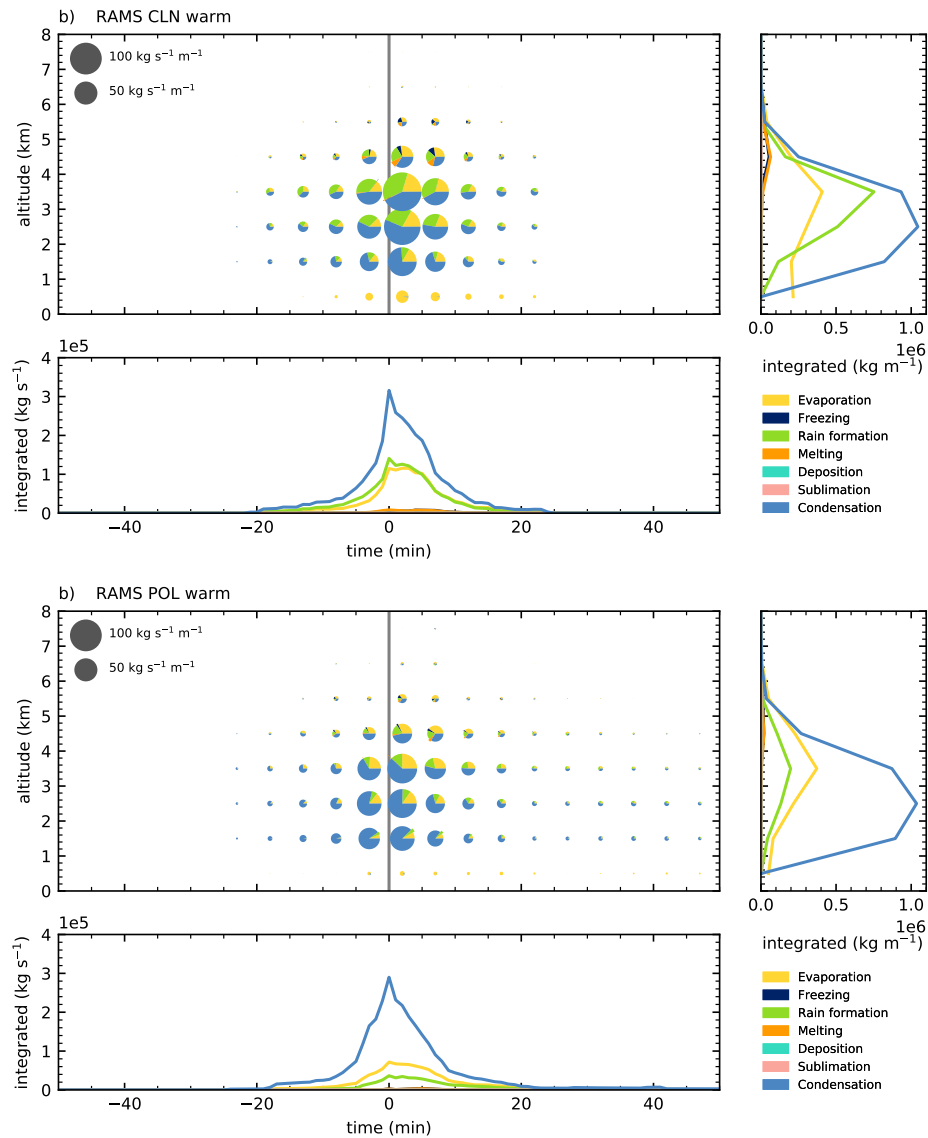 b) RAMS CLN warm
8
7
6
5
4
3
2
1
0
altitude (km)
100 kg s⁻¹ m⁻¹
50 kg s⁻¹ m⁻¹
0.0 0.5 1.0
1e6
integrated (kg m⁻¹)
1e5
4
3
2
1
0
integrated (kg s⁻¹)
−40 −20 0 20 40
time (min)
Evaporation
Freezing
Rain formation
Melting
Deposition
Sublimation
Condensation
b) RAMS POL warm
8
7
6
5
4
3
2
1
0
altitude (km)
100 kg s⁻¹ m⁻¹
50 kg s⁻¹ m⁻¹
0.0 0.5 1.0
1e6
integrated (kg m⁻¹)
1e5
4
3
2
1
0
integrated (kg s⁻¹)
−40 −20 0 20 40
time (min)
Evaporation
Freezing
Rain formation
Melting
Deposition
Sublimation
Condensation